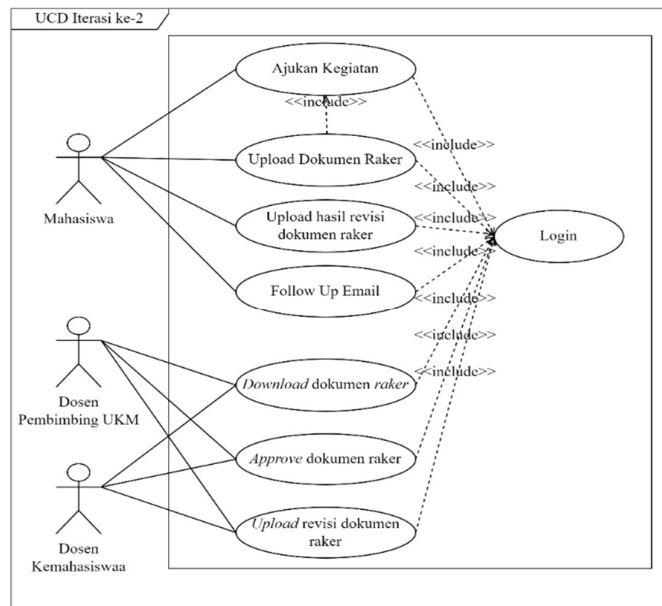 UCD Iterasi ke-2
Ajukan Kegiatan
<<include>>
Upload Dokumen Raker
<<include>>
Mahasiswa
<<include>>
Upload hasil revisi
dokumen raker
<<include>>
Login
<<include>>
Follow Up Email
<<include>>
<<include>>
Dosen
Pembimbing UKM
<<include>>
Download dokumen raker
Approve dokumen raker
Upload revisi dokumen
raker
Dosen
Kemahasiswaa